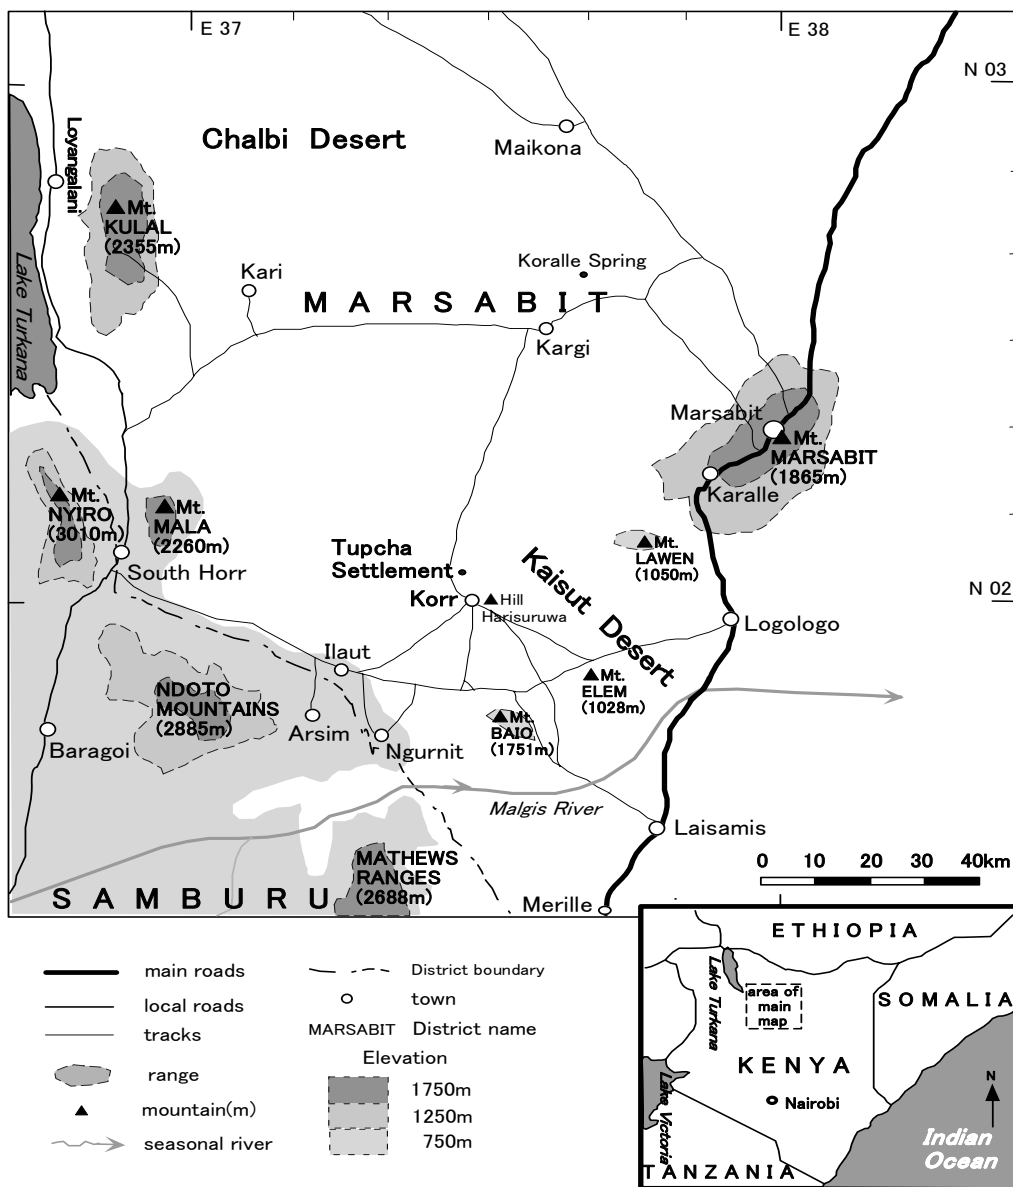 E 37
E 38
N 03
Chalbi Desert
Maikona
Loyangalani
Mt.
KULAL
(2355m)
Lake Turkana
Koralle Spring
Kari
MARSABIT
Kargi
Marsabit
Mt.
MARSABIT
(1865m)
Karalle
Mt.
NYIRO
(3010m)
Mt.
MALA
(2260m)
South Horr
Tupcha
Settlement
Korr
Hill
Harisuruwa
Kaisut Desert
Mt.
LAWEN
(1050m)
N 02
Logologo
Ilaut
NDOTO
MOUNTAINS
(2885m)
Baragoi
Arsim
Ngurnit
Mt.
ELEM
(1028m)
Mt.
BAIO
(1751m)
Malgis River
Laisamis
MATHEWS
RANGES
(2688m)
SAMBURU
Merille
0 10 20 30 40km
main roads
local roads
tracks
range
mountain(m)
seasonal river
District boundary
town
MARSABIT District name
Elevation
1750m
1250m
750m
ETHIOPIA
Lake Turkana
area of
main
map
SOMALIA
KENYA
Nairobi
Lake Victoria
N
Indian
Ocean
TANZANIA